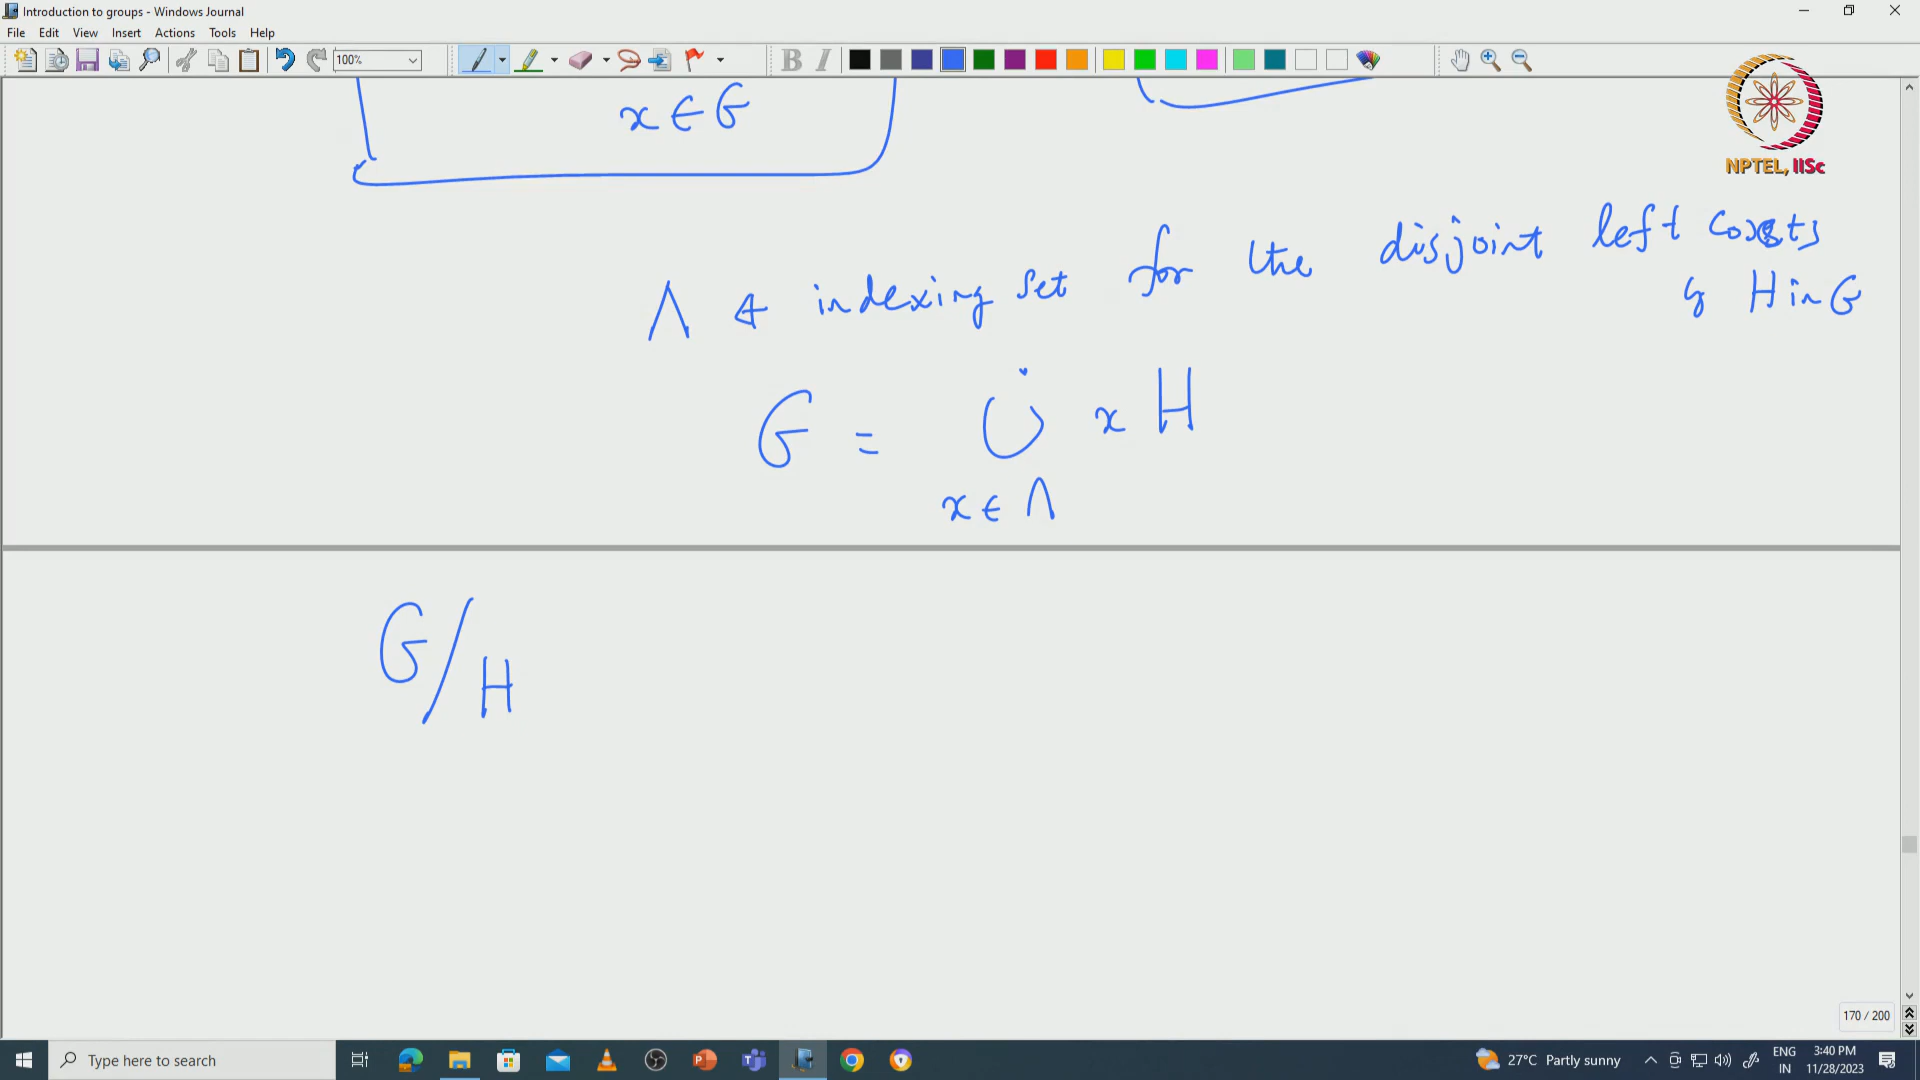 Introduction to groups - Windows Journal
File Edit View Insert Actions Tools Help
100%
B I
x ∈ G
NPTEL, IISc
Λ indexing set for the disjoint left cosets
H in G
G = ∪̇ x H
x ∈ Λ
G/H
170 / 200
Type here to search
27°C Partly sunny
ENG
IN
3:40 PM
11/28/2023